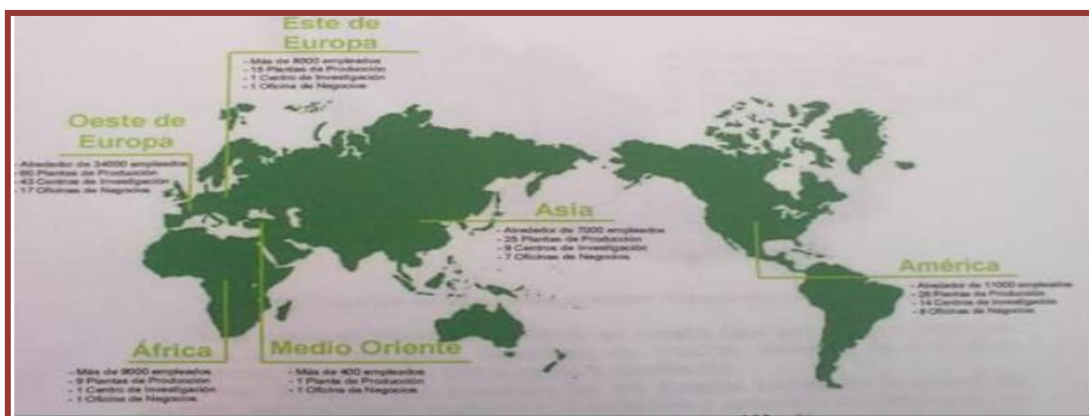 Este de
Europa
- Más de 8000 empleados
- 15 Plantas de Producción
- 1 Centro de Investigación
- 1 Oficina de Negocios
Oeste de
Europa
- Alrededor de 34000 empleados
- 60 Plantas de Producción
- 43 Centros de Investigación
- 17 Oficinas de Negocios
Asia
- Alrededor de 7000 empleados
- 25 Plantas de Producción
- 9 Centros de Investigación
- 7 Oficinas de Negocios
América
- Alrededor de 11000 empleados
- 26 Plantas de Producción
- 14 Centros de Investigación
- 8 Oficinas de Negocios
África
- Más de 9000 empleados
- 9 Plantas de Producción
- 1 Centro de Investigación
- 1 Oficina de Negocios
Medio Oriente
- Más de 400 empleados
- 1 Planta de Producción
- 1 Oficina de Negocios